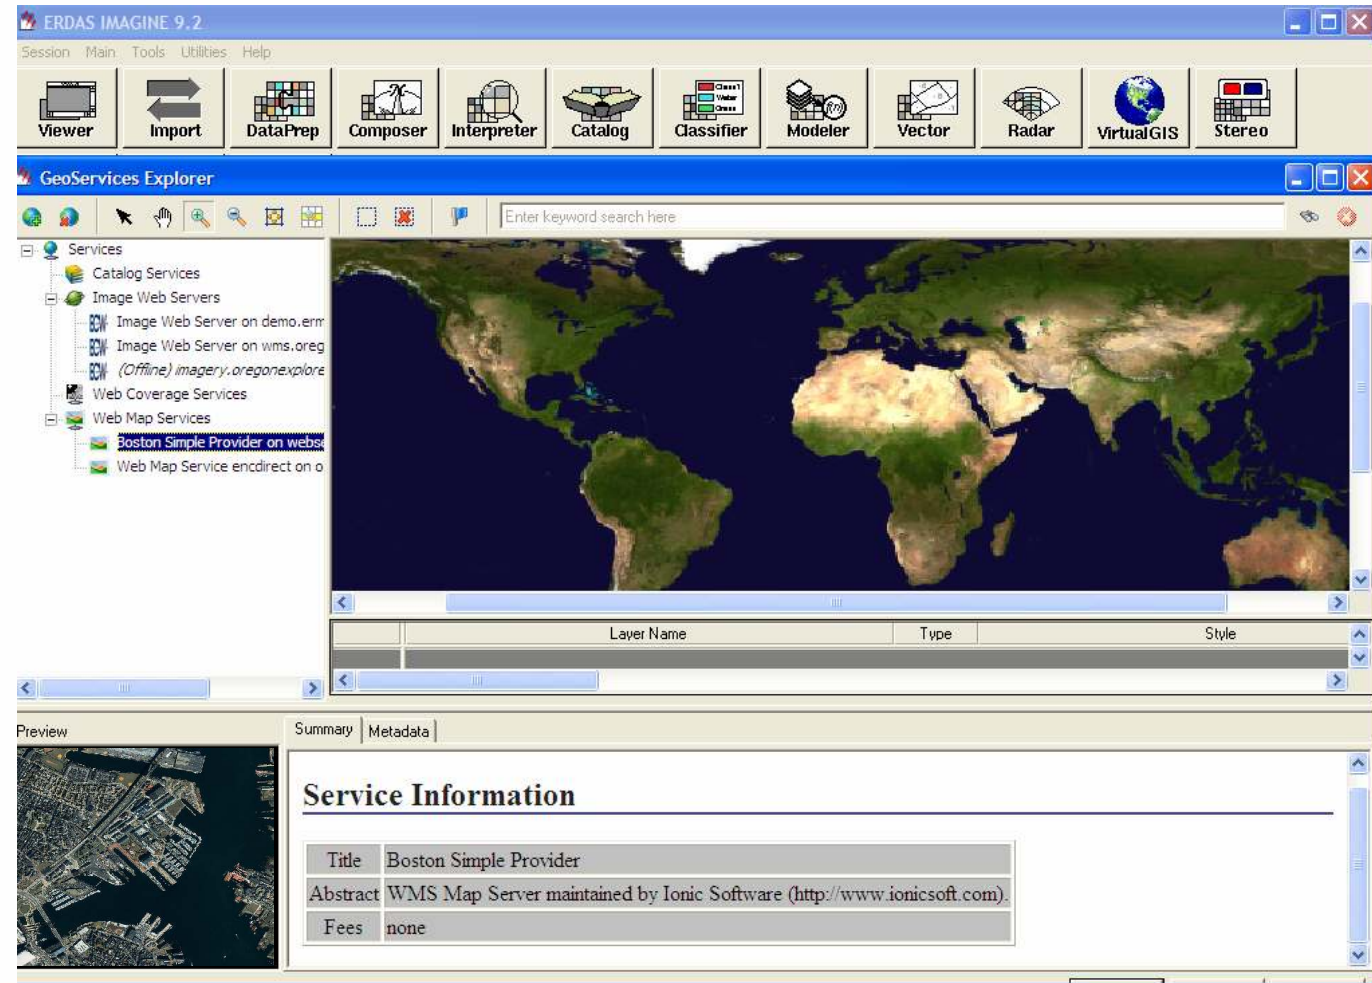 ERDAS IMAGINE 9.2
Session Main Tools Utilities Help
Viewer Import DataPrep Composer Interpreter Catalog Classifier Modeler Vector Radar VirtualGIS Stereo
GeoServices Explorer
Enter keyword search here
Services
Catalog Services
Image Web Servers
Image Web Server on demo.erm
Image Web Server on wms.oreg
(Offline) imagery.oregonexplore
Web Coverage Services
Web Map Services
Boston Simple Provider on webse
Web Map Service encdirect on o
Layer Name Type Style
Preview
Summary Metadata
Service Information
Title Boston Simple Provider
Abstract WMS Map Server maintained by Ionic Software (http://www.ionicsoft.com).
Fees none